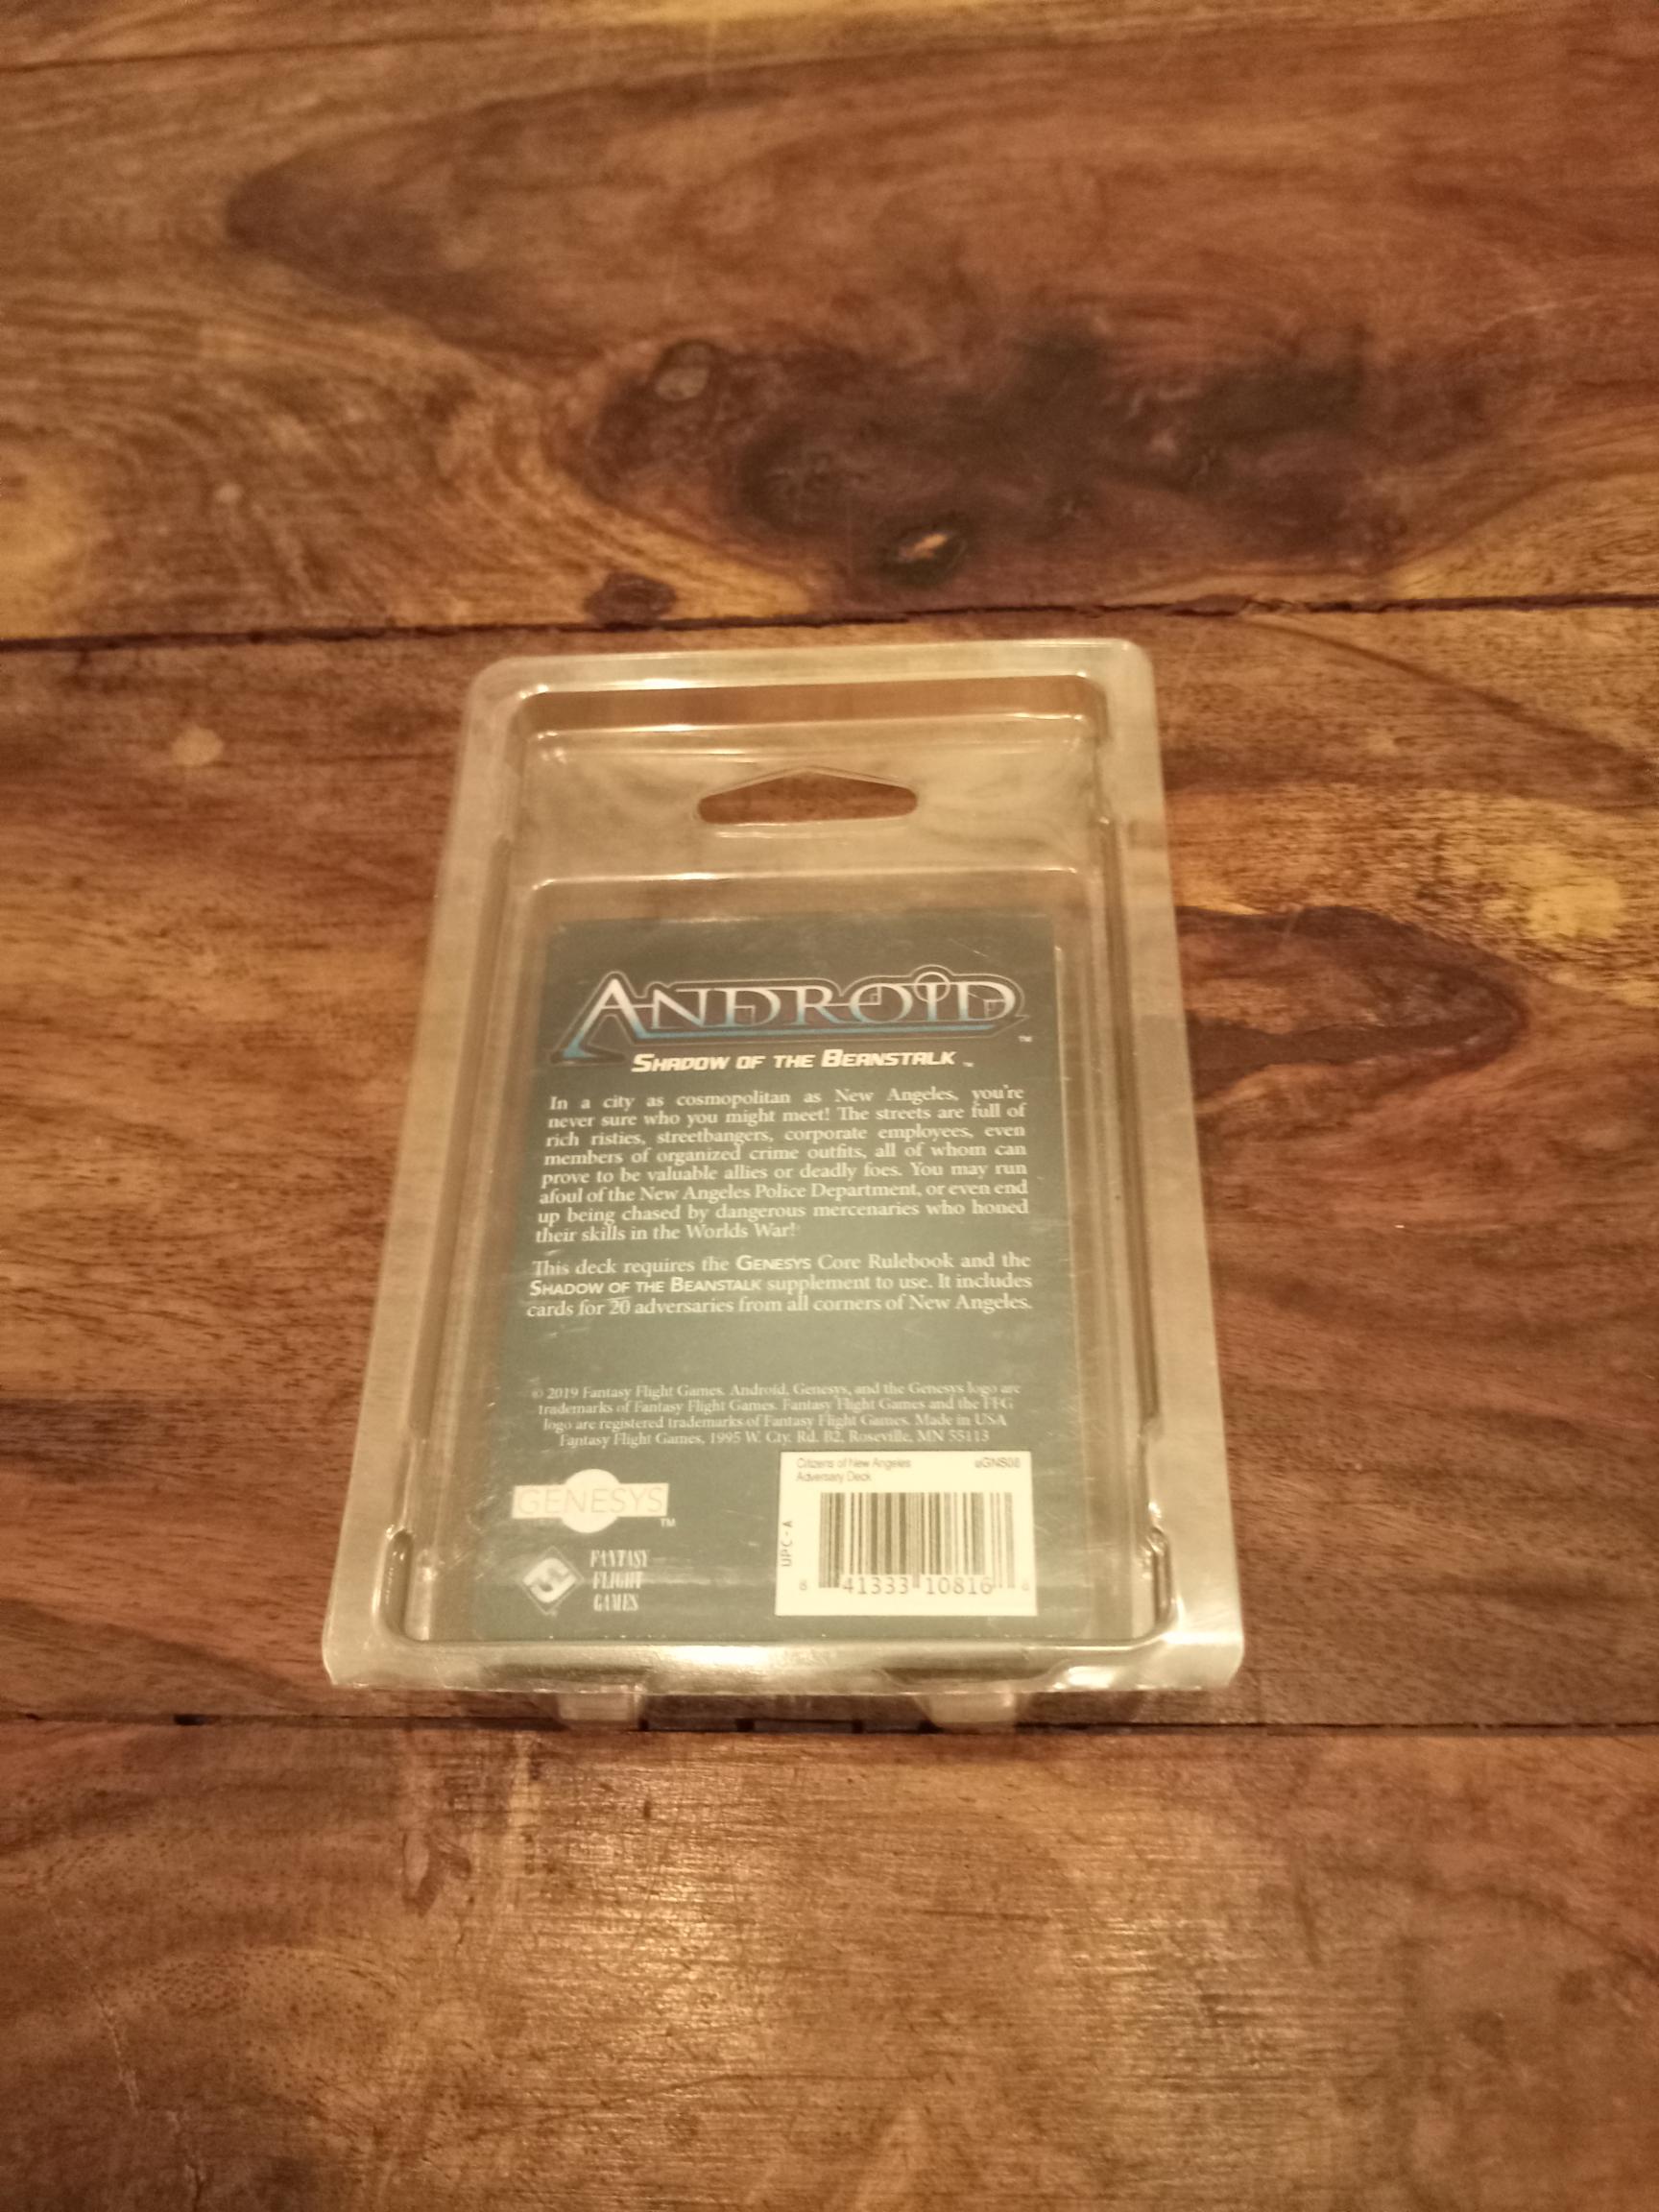 ANDROID
™
SHADOW OF THE BEANSTALK ™
In a city as cosmopolitan as New Angeles, you're
never sure who you might meet! The streets are full of
rich risties, streetbangers, corporate employees, even
members of organized crime outfits, all of whom can
prove to be valuable allies or deadly foes. You may run
afoul of the New Angeles Police Department, or even end
up being chased by dangerous mercenaries who honed
their skills in the Worlds War!
This deck requires the GENESYS Core Rulebook and the
SHADOW OF THE BEANSTALK supplement to use. It includes
cards for 20 adversaries from all corners of New Angeles.
© 2019 Fantasy Flight Games. Android, Genesys, and the Genesys logo are
trademarks of Fantasy Flight Games. Fantasy Flight Games and the FFG
logo are registered trademarks of Fantasy Flight Games. Made in USA
Fantasy Flight Games, 1995 W. Cty. Rd. B2, Roseville, MN 55113
Citizens of New Angeles uGNS08
Adversary Deck
UPC-A
8 41333 10816 6
GENESYS
™
FANTASY
FLIGHT
GAMES